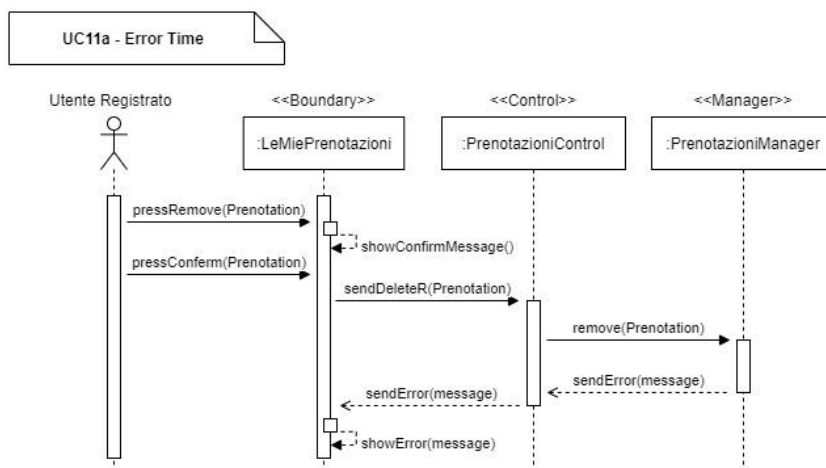 UC11a - Error Time
Utente Registrato
<<Boundary>>
<<Control>>
<<Manager>>
:LeMiePrenotazioni
:PrenotazioniControl
:PrenotazioniManager
pressRemove(Prenotation)
showConfirmMessage()
pressConferm(Prenotation)
sendDeleteR(Prenotation)
remove(Prenotation)
sendError(message)
sendError(message)
showError(message)